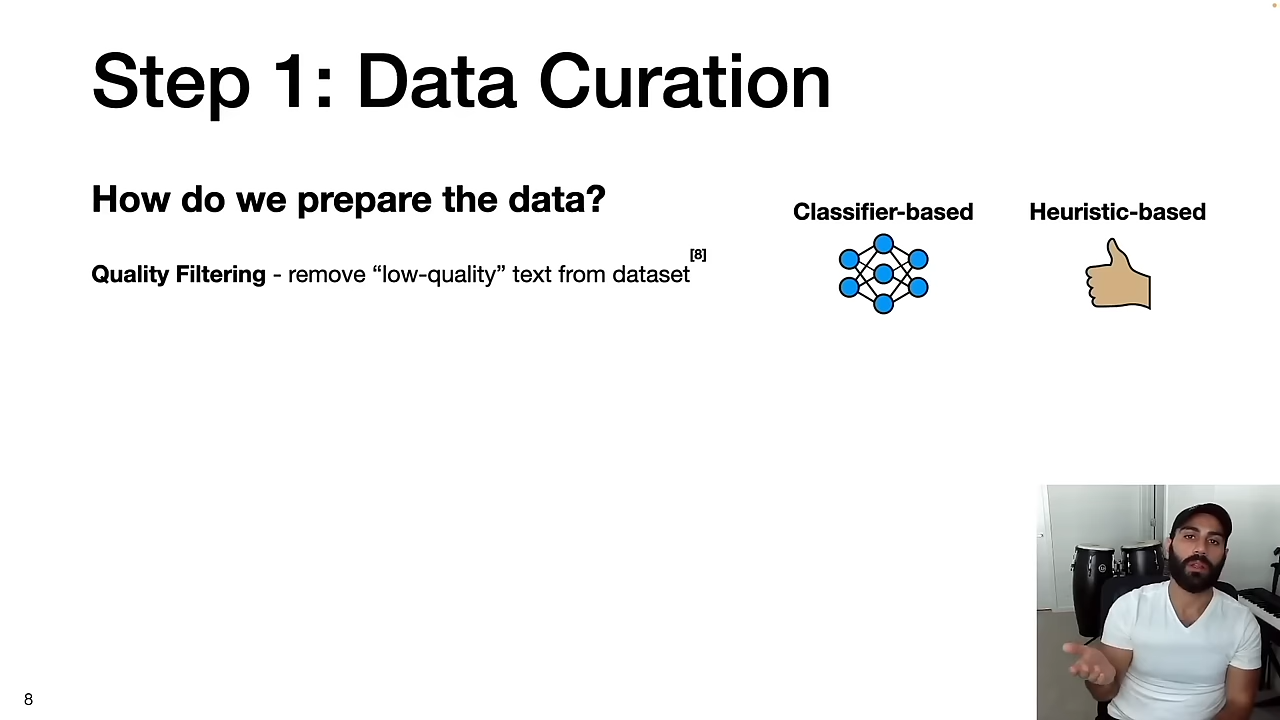 Step 1: Data Curation
How do we prepare the data?
Classifier-based
Heuristic-based
Quality Filtering - remove “low-quality” text from dataset[8]
8